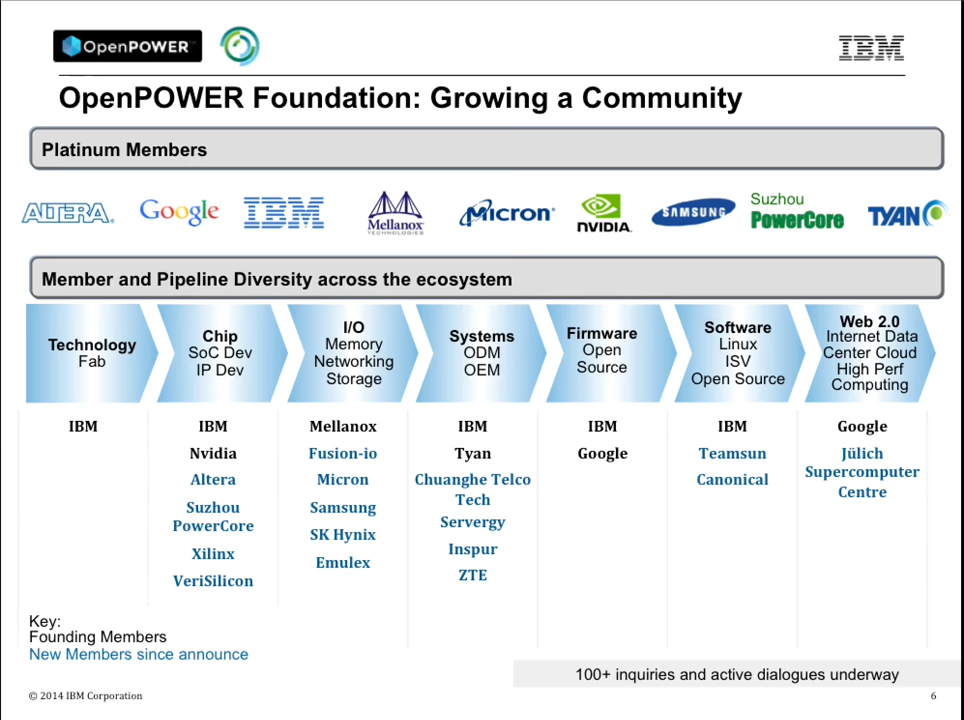 OpenPOWER™
IBM
OpenPOWER Foundation: Growing a Community
Platinum Members
ALTERA®
Google
IBM
Mellanox
TECHNOLOGIES
Micron®
NVIDIA.
SAMSUNG
Suzhou
PowerCore
TYAN
Member and Pipeline Diversity across the ecosystem
Technology
Fab
Chip
SoC Dev
IP Dev
I/O
Memory
Networking
Storage
Systems
ODM
OEM
Firmware
Open
Source
Software
Linux
ISV
Open Source
Web 2.0
Internet Data
Center Cloud
High Perf
Computing
IBM
IBM
Nvidia
Altera
Suzhou
PowerCore
Xilinx
VeriSilicon
Mellanox
Fusion-io
Micron
Samsung
SK Hynix
Emulex
IBM
Tyan
Chuanghe Telco
Tech
Servergy
Inspur
ZTE
IBM
Google
IBM
Teamsun
Canonical
Google
Jülich
Supercomputer
Centre
Key:
Founding Members
New Members since announce
100+ inquiries and active dialogues underway
© 2014 IBM Corporation
6